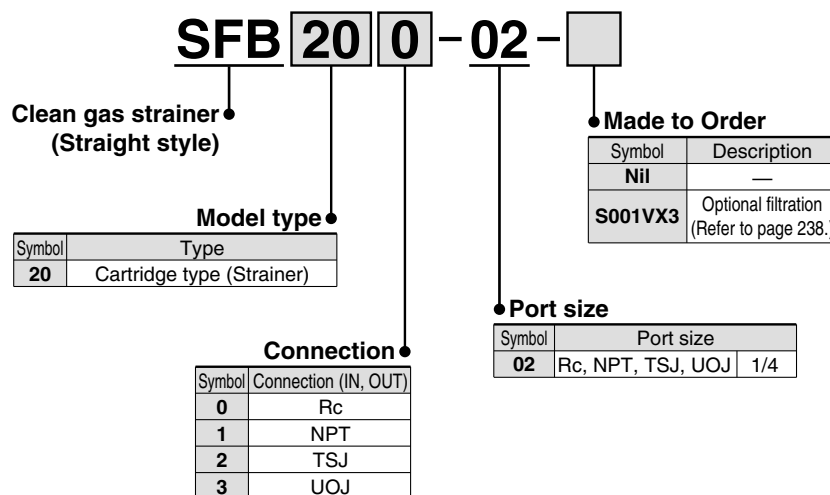 SFB 20 0 - 02 -
Clean gas strainer
(Straight style)
Made to Order
Symbol Description
Nil —
S001VX3 Optional filtration
(Refer to page 238.)
Model type
Symbol Type
20 Cartridge type (Strainer)
Port size
Symbol Port size
02 Rc, NPT, TSJ, UOJ 1/4
Connection
Symbol Connection (IN, OUT)
0 Rc
1 NPT
2 TSJ
3 UOJ